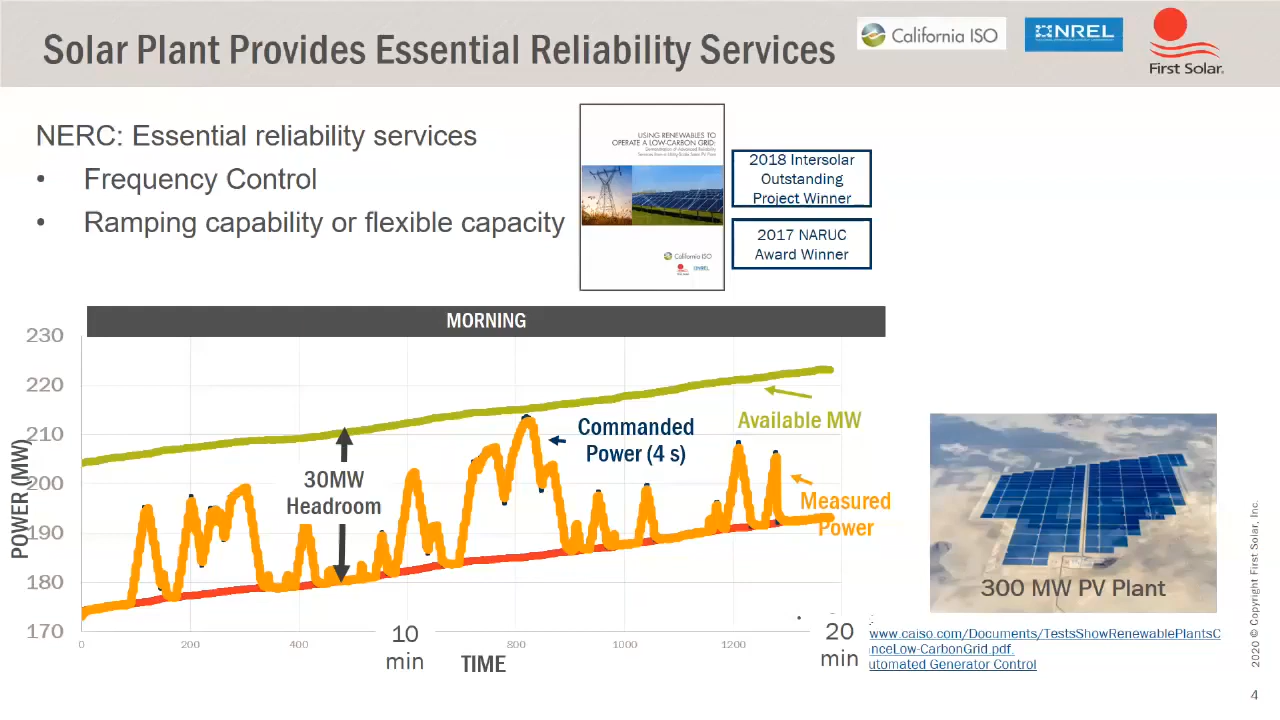 Solar Plant Provides Essential Reliability Services
California ISO
NREL
First Solar.
NERC: Essential reliability services
• Frequency Control
• Ramping capability or flexible capacity
USING RENEWABLES TO
OPERATE A LOW-CARBON GRID:
California ISO
2018 Intersolar
Outstanding
Project Winner
2017 NARUC
Award Winner
MORNING
230
220
210
200
190
180
170
POWER (MW)
Available MW
Commanded
Power (4 s)
30MW
Headroom
Measured
Power
0
200
400
10
min
800
1000
1200
20
min
TIME
300 MW PV Plant
www.caiso.com/Documents/TestsShowRenewablePlantsC
anceLow-CarbonGrid.pdf.
utomated Generator Control
2020 © Copyright First Solar, Inc.
4